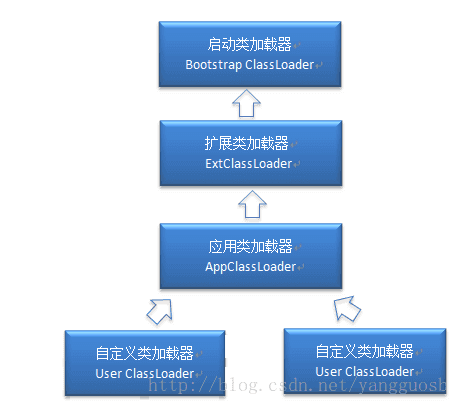 启动类加载器
Bootstrap ClassLoader
扩展类加载器
ExtClassLoader
应用类加载器
AppClassLoader
自定义类加载器
User ClassLoader
自定义类加载器
User ClassLoader
http://blog.csdn.net/yangguosb